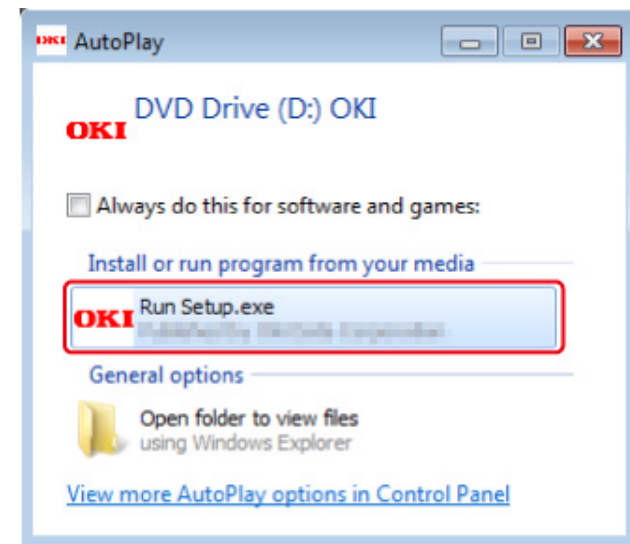 OKI AutoPlay
OKI DVD Drive (D:) OKI
Always do this for software and games:
Install or run program from your media
OKI Run Setup.exe
General options
Open folder to view files
using Windows Explorer
View more AutoPlay options in Control Panel